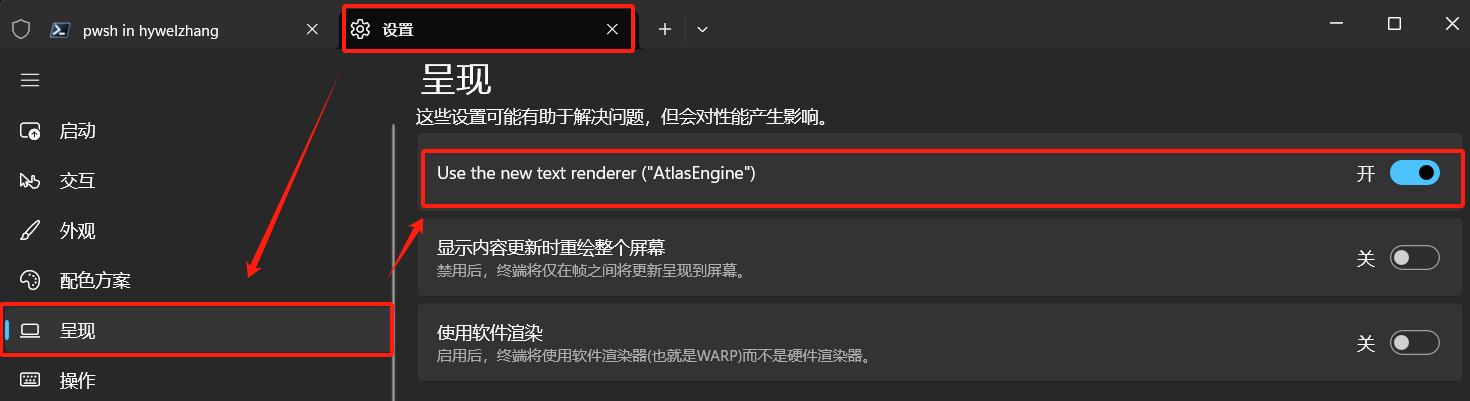 pwsh in hywelzhang
设置
启动
交互
外观
配色方案
呈现
操作
呈现
这些设置可能有助于解决问题，但会对性能产生影响。
Use the new text renderer ("AtlasEngine")
开
显示内容更新时重绘整个屏幕
禁用后，终端将仅在帧之间将更新呈现到屏幕。
关
使用软件渲染
启用后，终端将使用软件渲染器(也就是WARP)而不是硬件渲染器。
关